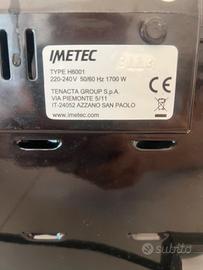 IMETEC
TYPE H6001
220-240V 50/60 Hz 1700 W
TENACTA GROUP S.p.A.
VIA PIEMONTE 5/11
IT-24052 AZZANO SAN PAOLO
www.imetec.com
subito